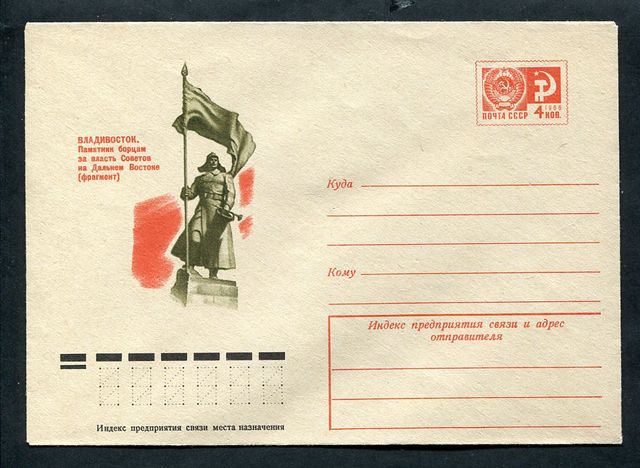 ВЛАДИВОСТОК.
Памятник борцам
за власть Советов
на Дальнем Востоке
(фрагмент)
1966
ПОЧТА СССР 4 КОП.
Куда
Кому
Индекс предприятия связи и адрес
отправителя
Индекс предприятия связи места назначения